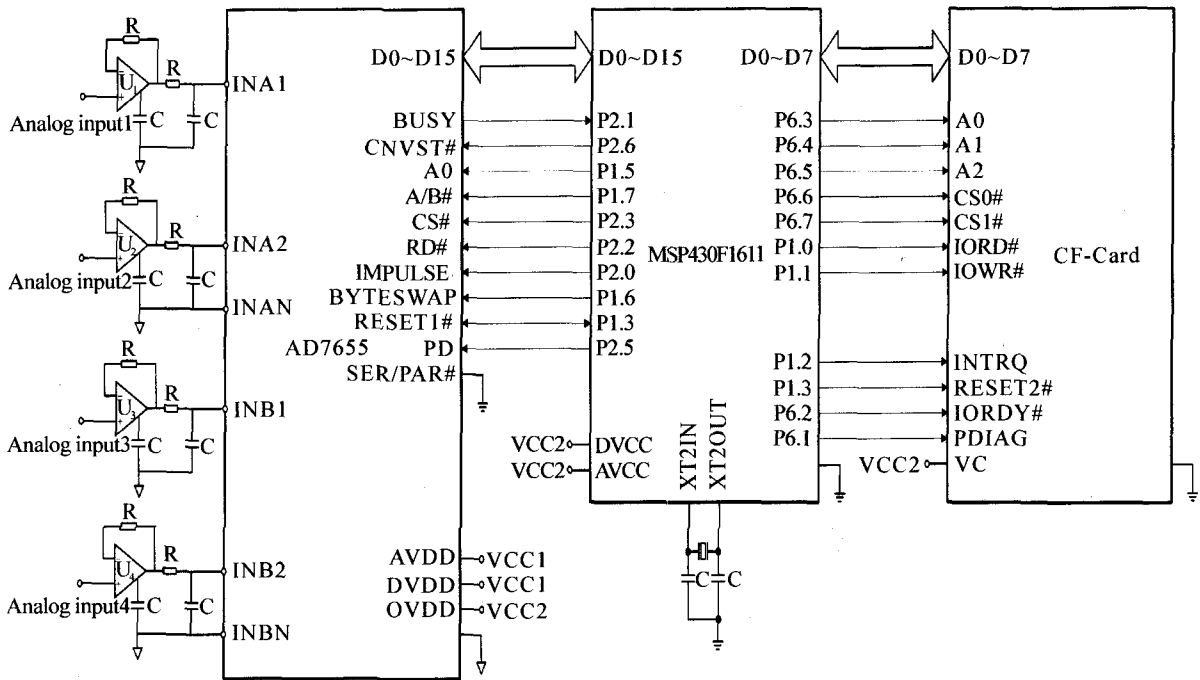 R
R
U1
C
C
INA1
Analog input1
R
R
U2
C
C
INA2
Analog input2
INAN
R
R
U3
C
C
INB1
Analog input3
R
R
U4
C
C
INB2
Analog input4
INBN
D0~D15
BUSY
CNVST#
A0
A/B#
CS#
RD#
IMPULSE
BYTESWAP
RESET1#
AD7655
PD
SER/PAR#
AVDD
VCC1
DVDD
VCC1
OVDD
VCC2
D0~D15
P2.1
P2.6
P1.5
P1.7
P2.3
P2.2
P2.0
P1.6
P1.3
P2.5
MSP430F1611
VCC2
DVCC
VCC2
AVCC
XT2IN
XT2OUT
C
C
D0~D7
P6.3
P6.4
P6.5
P6.6
P6.7
P1.0
P1.1
P1.2
P1.3
P6.2
P6.1
D0~D7
A0
A1
A2
CS0#
CS1#
IORD#
IOWR#
CF-Card
INTRQ
RESET2#
IORDY#
PDIAG
VCC2
VC